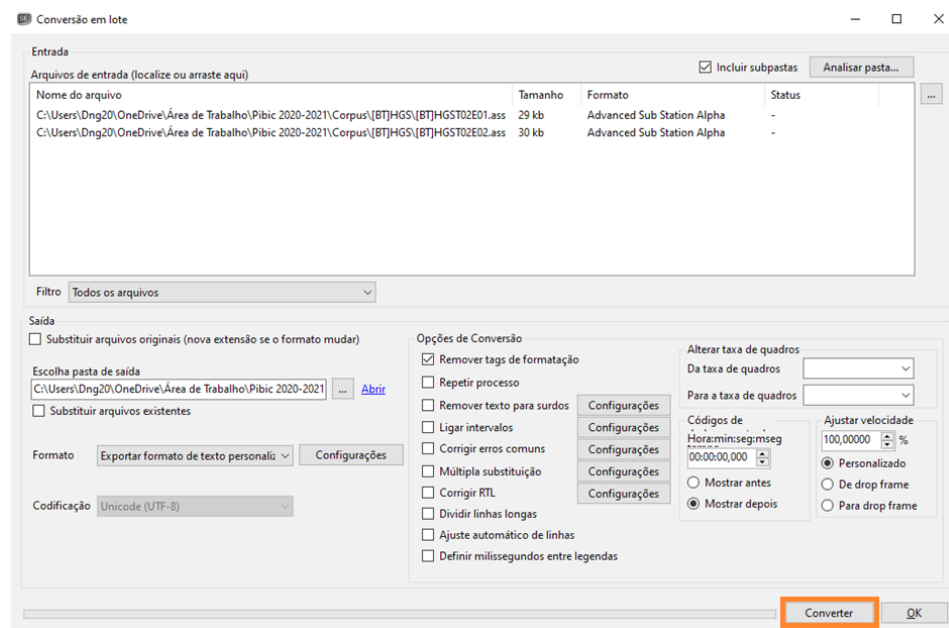 Conversão em lote
Entrada
Arquivos de entrada (localize ou arraste aqui)
Incluir subpastas
Analisar pasta...
Nome do arquivo Tamanho Formato Status
C:\Users\Dng20\OneDrive\Área de Trabalho\Pibic 2020-2021\Corpus\[BT]HGS\[BT]HGST02E01.ass 29 kb Advanced Sub Station Alpha -
C:\Users\Dng20\OneDrive\Área de Trabalho\Pibic 2020-2021\Corpus\[BT]HGS\[BT]HGST02E02.ass 30 kb Advanced Sub Station Alpha -
...
Filtro Todos os arquivos
Saída
Substituir arquivos originais (nova extensão se o formato mudar)
Escolha pasta de saída
C:\Users\Dng20\OneDrive\Área de Trabalho\Pibic 2020-2021 ... Abrir
Substituir arquivos existentes
Formato Exportar formato de texto personaliz Configurações
Codificação Unicode (UTF-8)
Opções de Conversão
Remover tags de formatação
Repetir processo
Remover texto para surdos Configurações
Ligar intervalos Configurações
Corrigir erros comuns Configurações
Múltipla substituição Configurações
Corrigir RTL Configurações
Dividir linhas longas
Ajuste automático de linhas
Definir milissegundos entre legendas
Alterar taxa de quadros
Da taxa de quadros
Para a taxa de quadros
Códigos de
Hora:min:seg:mseg
00:00:00,000
Mostrar antes
Mostrar depois
Ajustar velocidade
100,00000 %
Personalizado
De drop frame
Para drop frame
Converter
OK